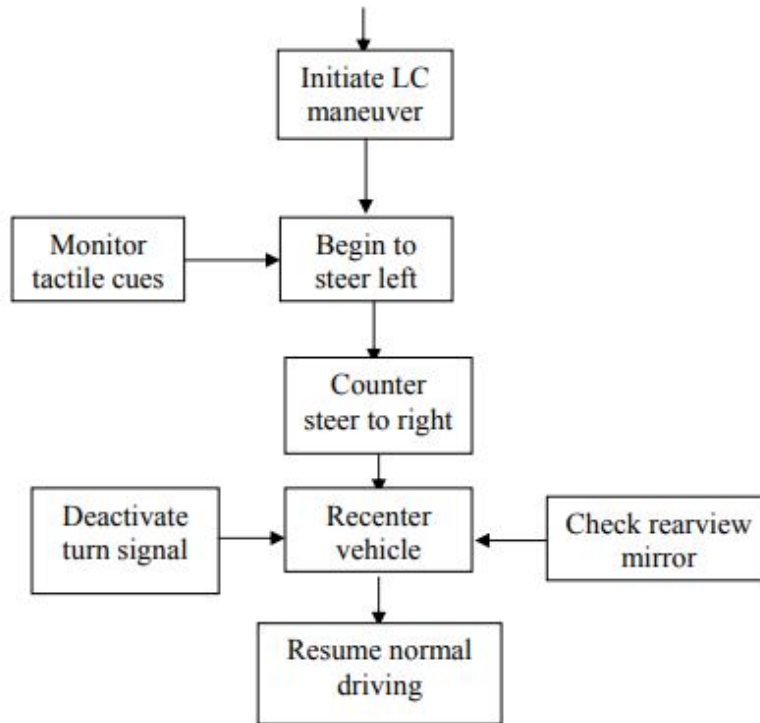 Initiate LC
maneuver
Monitor
tactile cues
Begin to
steer left
Counter
steer to right
Deactivate
turn signal
Recenter
vehicle
Check rearview
mirror
Resume normal
driving